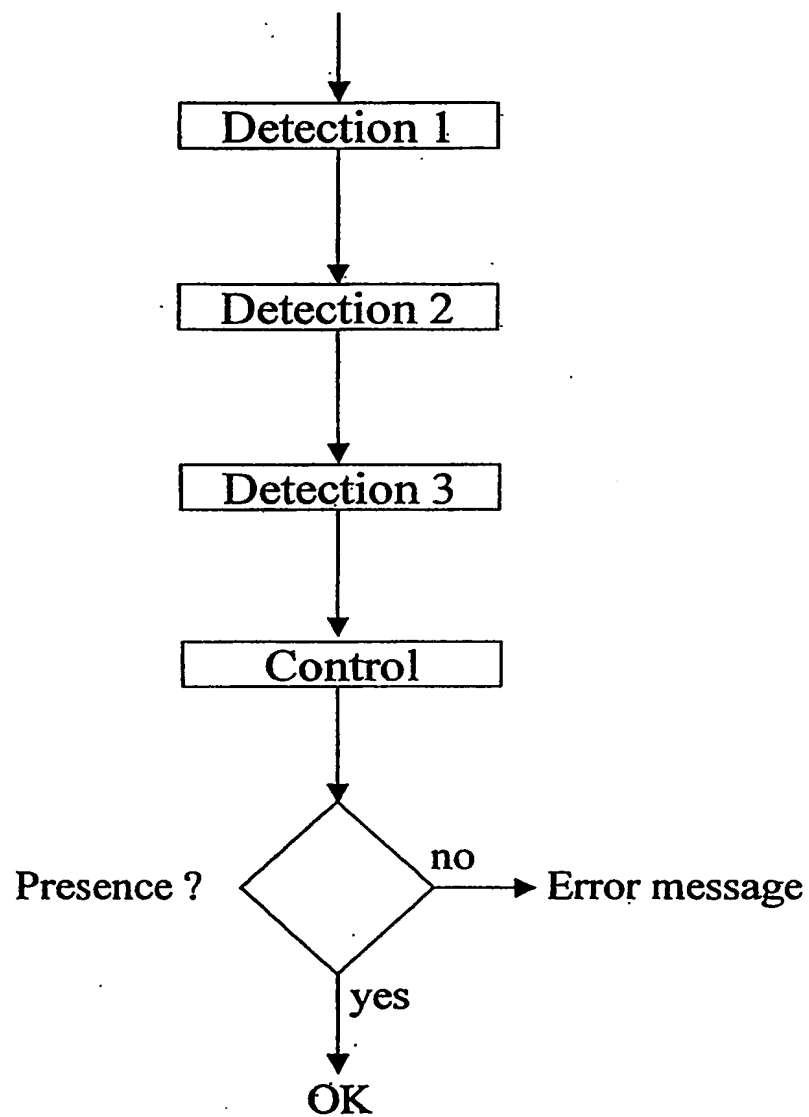 Detection 1
Detection 2
Detection 3
Control
Presence ?
no
Error message
yes
OK